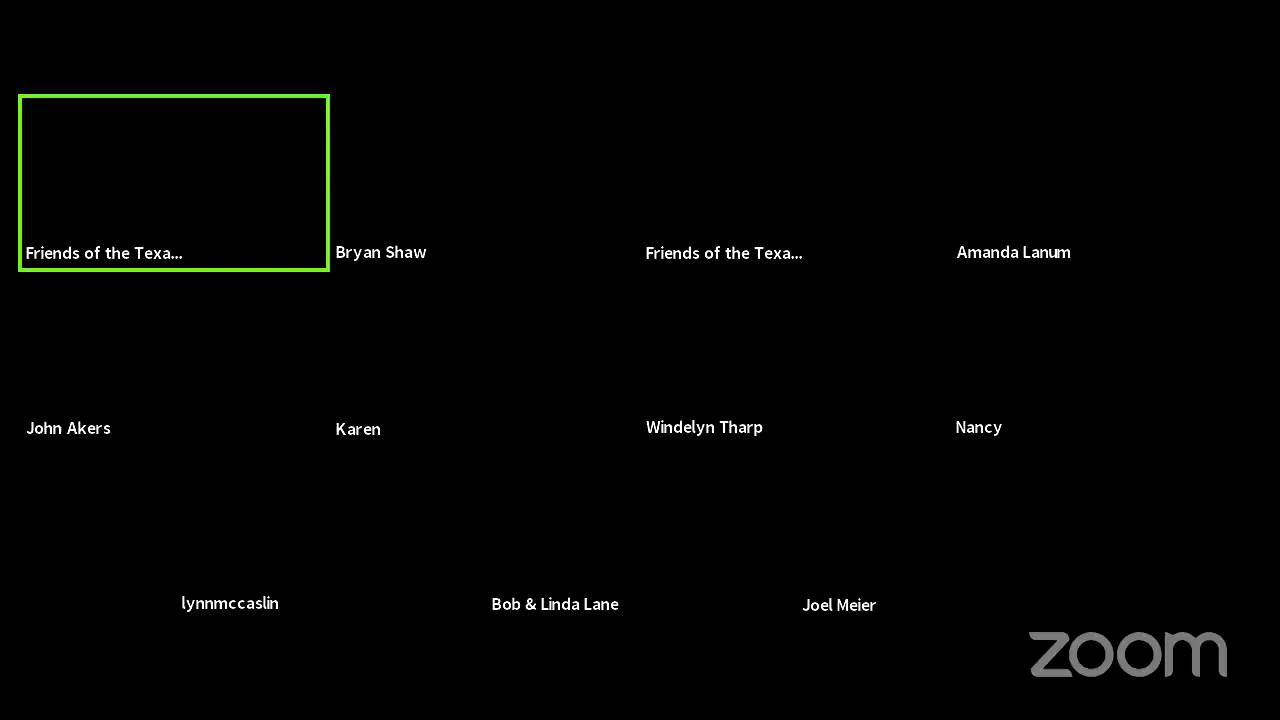 Friends of the Texa...
Bryan Shaw
Friends of the Texa...
Amanda Lanum
John Akers
Karen
Windelyn Tharp
Nancy
lynnmccaslin
Bob & Linda Lane
Joel Meier
zoom